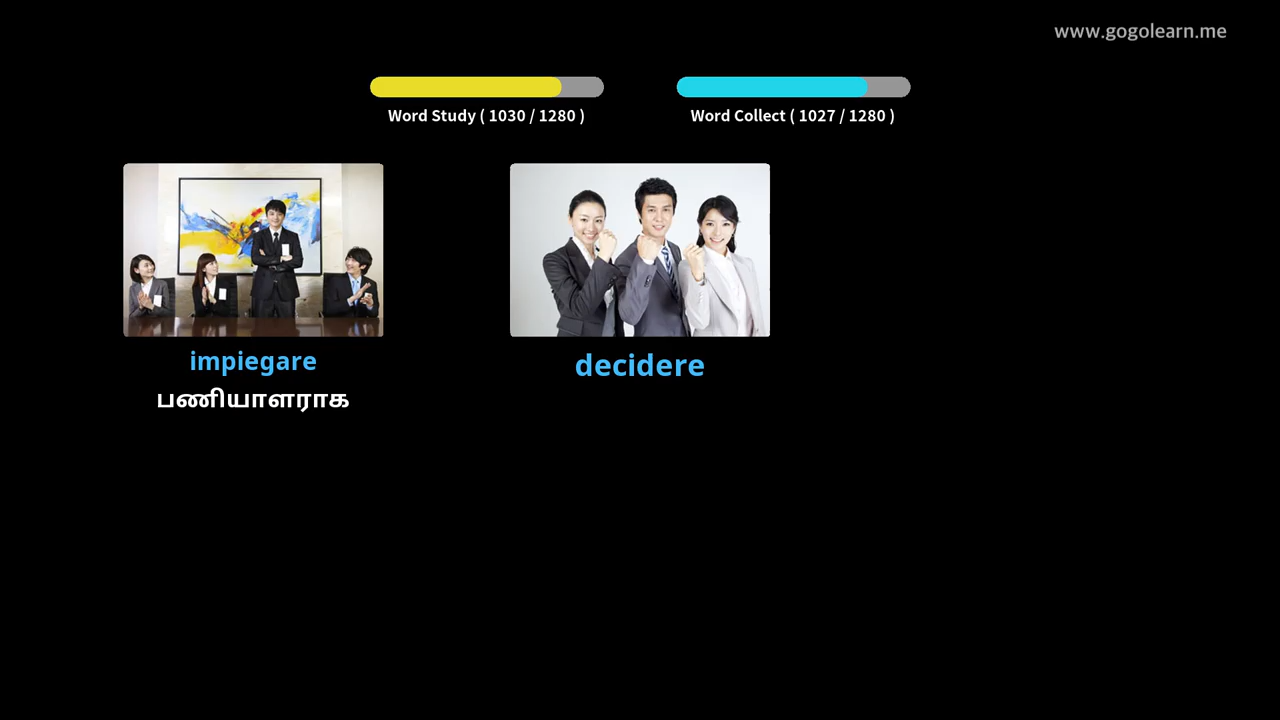 www.gogolearn.me
Word Study ( 1030 / 1280 )
Word Collect ( 1027 / 1280 )
impiegare
பணியாளராக
decidere